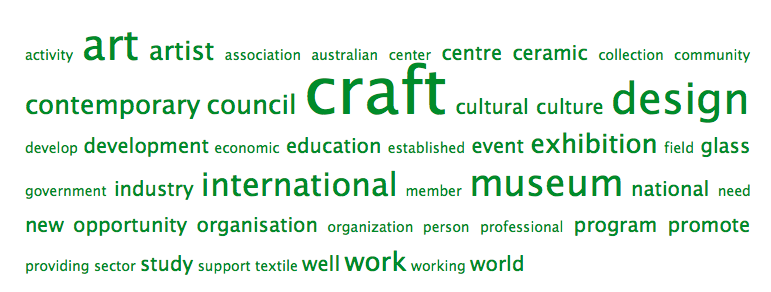 activity art artist association australian center centre ceramic collection community
contemporary council craft cultural culture design
develop development economic education established event exhibition field glass
government industry international member museum national need
new opportunity organisation organization person professional program promote
providing sector study support textile well work working world